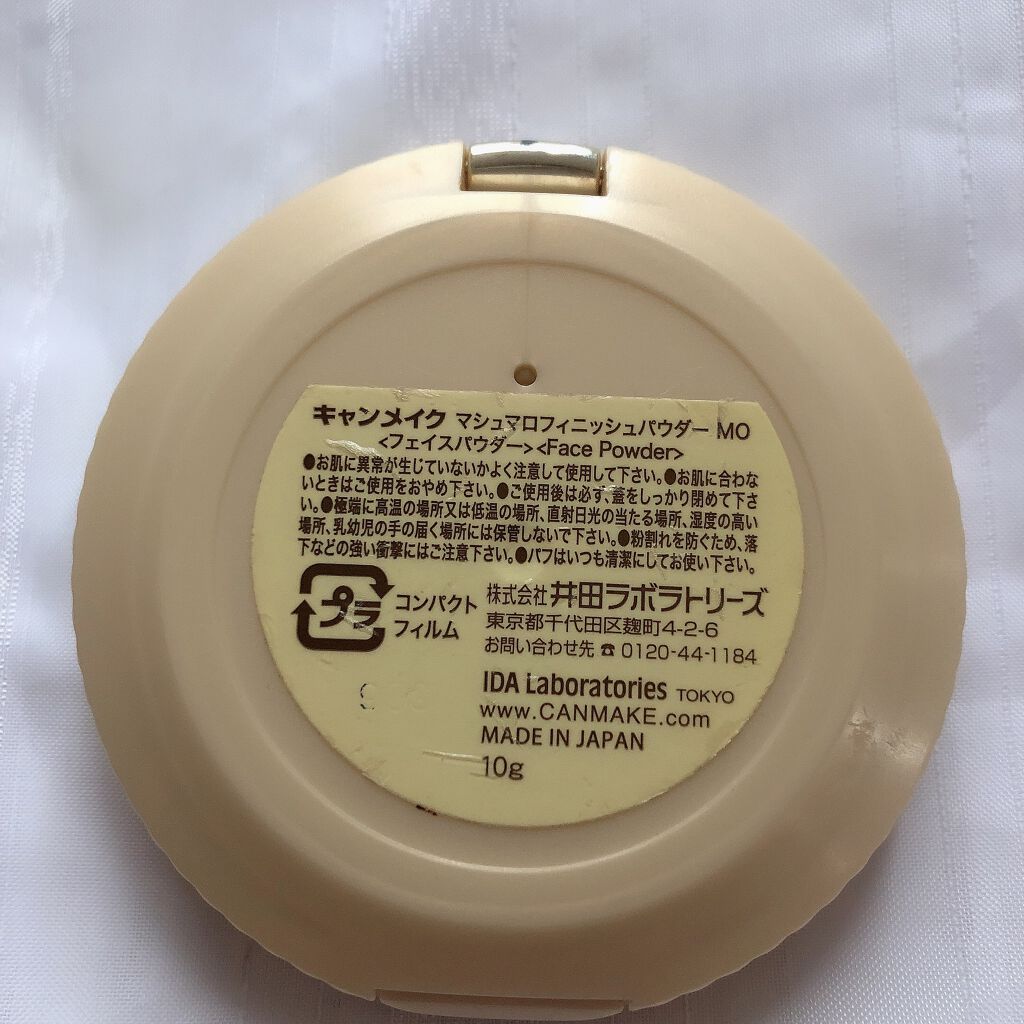 キャンメイク マシュマロフィニッシュパウダー MO
<フェイスパウダー><Face Powder>
●お肌に異常が生じていないかよく注意して使用して下さい。●お肌に合わな
いときはご使用をおやめ下さい。●ご使用後は必ず、蓋をしっかり閉めて下さ
い。●極端に高温の場所又は低温の場所、直射日光の当たる場所、湿度の高い
場所、乳幼児の手の届く場所には保管しないで下さい。●粉割れを防ぐため、落
下などの強い衝撃にはご注意下さい。●パフはいつも清潔にしてお使い下さい。
プラ コンパクト
フィルム
株式会社 井田ラボラトリーズ
東京都千代田区麹町4-2-6
お問い合わせ先 ☎ 0120-44-1184
IDA Laboratories TOKYO
www.CANMAKE.com
MADE IN JAPAN
10g